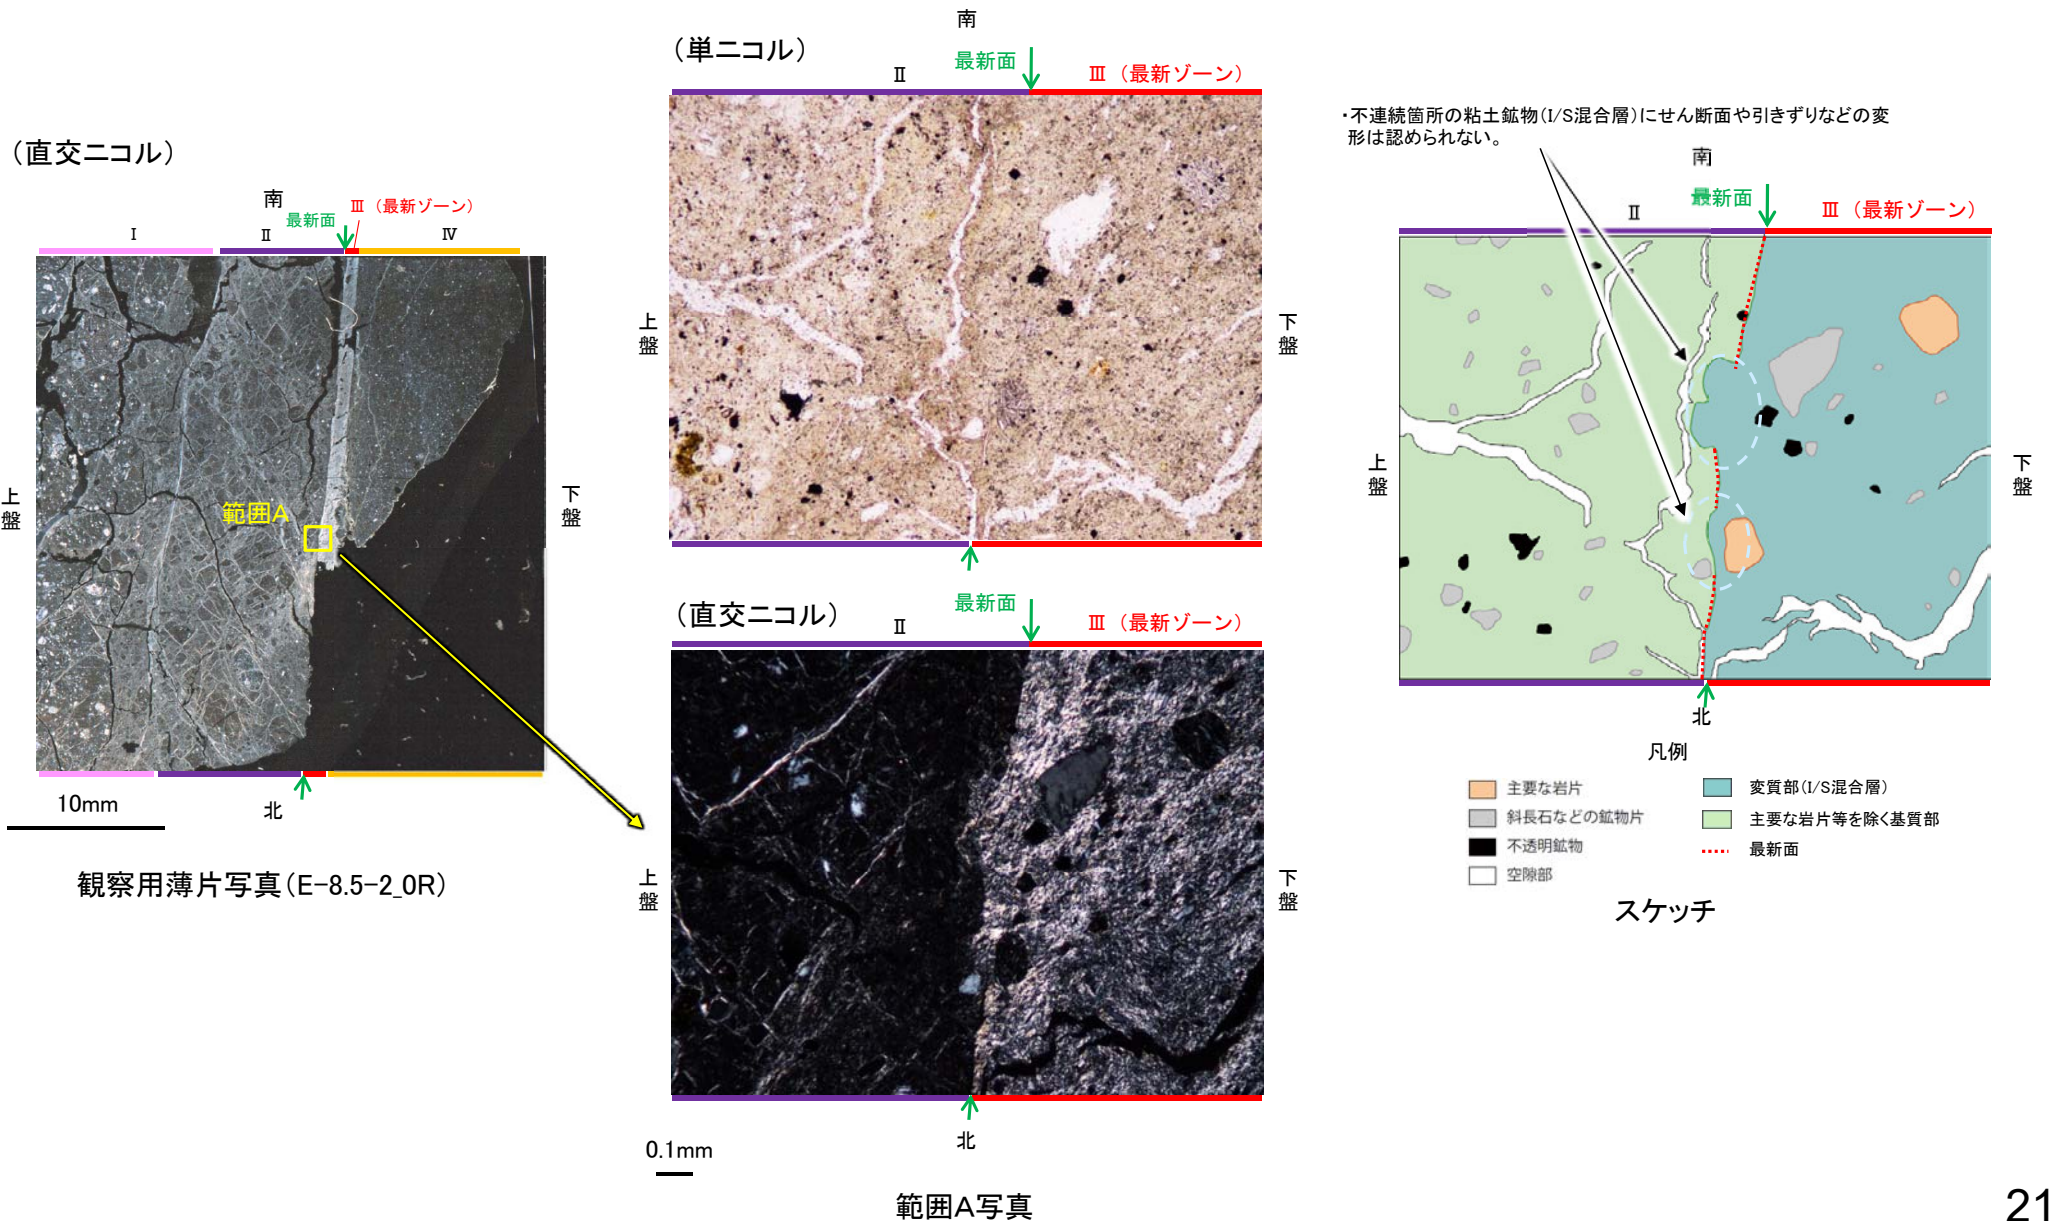 (直交ニコル)
南
最新面
Ⅲ (最新ゾーン)
Ⅰ
Ⅱ
Ⅳ
上盤
下盤
範囲A
10mm
北
観察用薄片写真(E-8.5-2_0R)
(単ニコル)
南
最新面
Ⅱ
Ⅲ (最新ゾーン)
上盤
下盤
(直交ニコル)
最新面
Ⅱ
Ⅲ (最新ゾーン)
上盤
下盤
北
0.1mm
範囲A写真
・不連続箇所の粘土鉱物(I/S混合層)にせん断面や引きずりなどの変
形は認められない。
南
最新面
Ⅱ
Ⅲ (最新ゾーン)
上盤
下盤
北
凡例
主要な岩片
斜長石などの鉱物片
不透明鉱物
空隙部
変質部(I/S混合層)
主要な岩片等を除く基質部
最新面
スケッチ
21